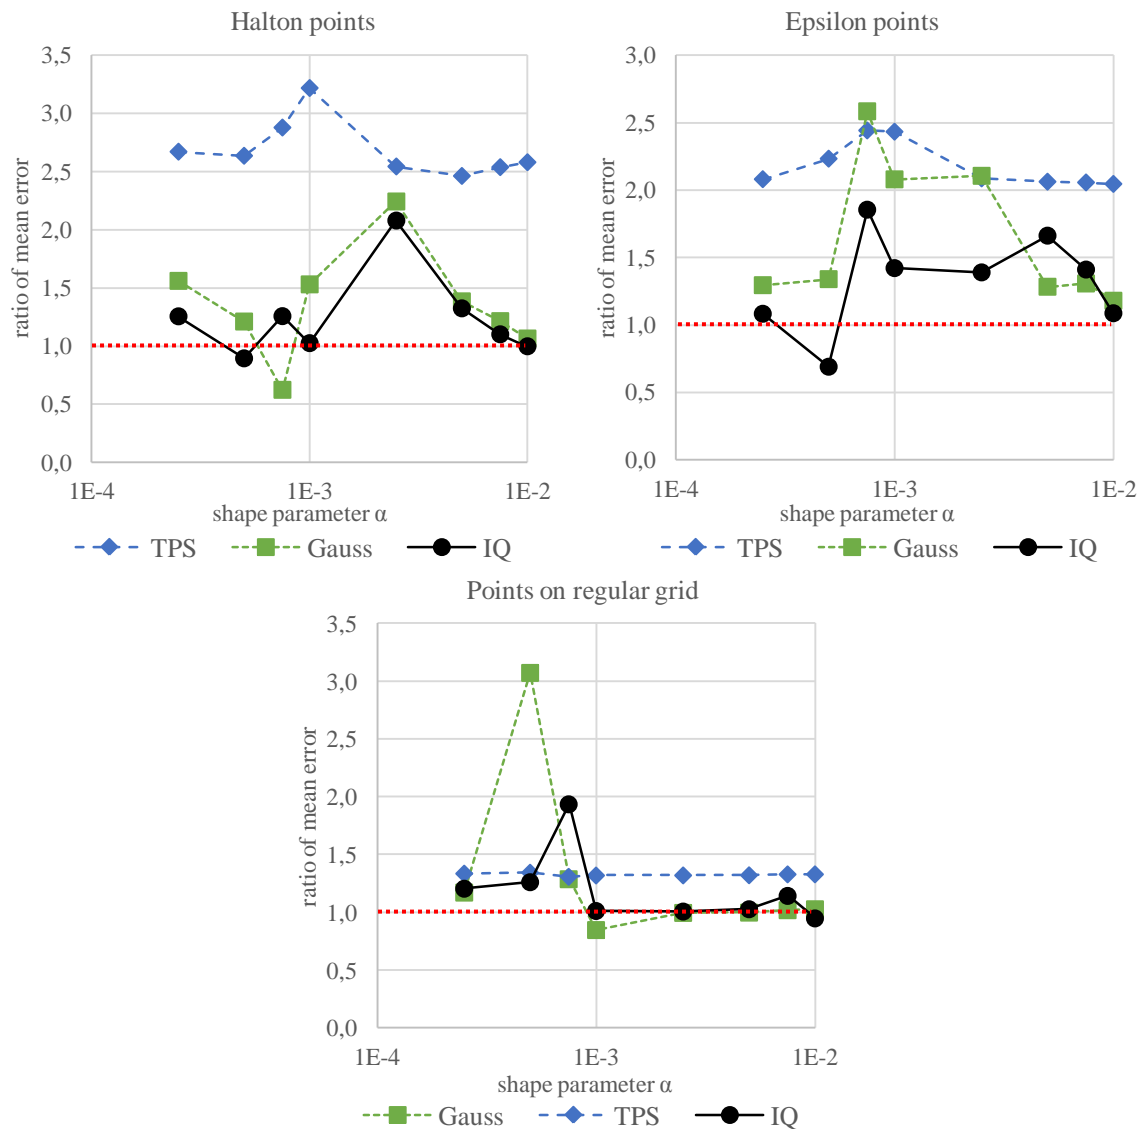 Halton points
3,5
3,0
2,5
2,0
1,5
1,0
0,5
0,0
ratio of mean error
1E-4 1E-3 1E-2
shape parameter α
TPS Gauss IQ
Epsilon points
3,0
2,5
2,0
1,5
1,0
0,5
0,0
ratio of mean error
1E-4 1E-3 1E-2
shape parameter α
TPS Gauss IQ
Points on regular grid
3,5
3,0
2,5
2,0
1,5
1,0
0,5
0,0
ratio of mean error
1E-4 1E-3 1E-2
shape parameter α
Gauss TPS IQ